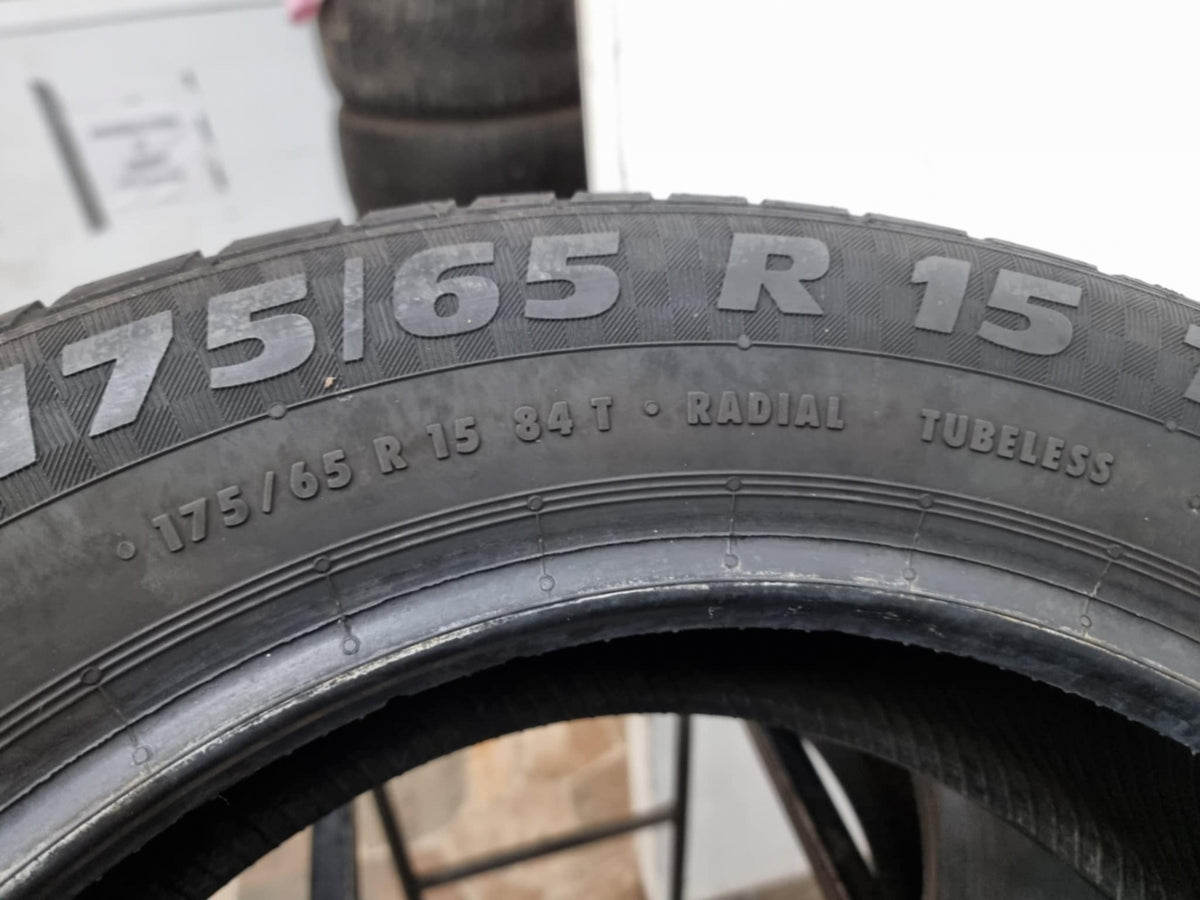 175/65 R 15
175/65 R 15 84 T • RADIAL TUBELESS